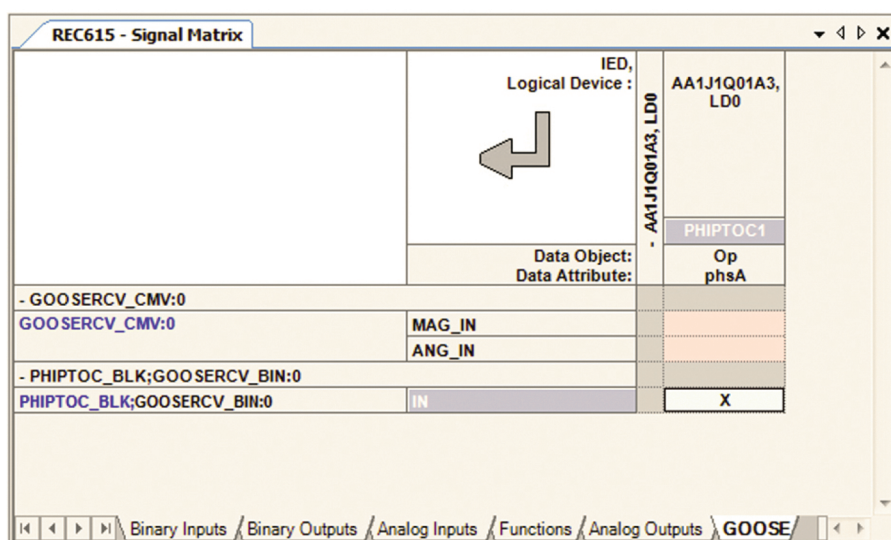 REC615 - Signal Matrix
IED,
Logical Device :
- AA1J1Q01A3, LD0
AA1J1Q01A3,
LD0
PHIPTOC1
Data Object:
Data Attribute:
Op
phsA
- GOOSERCV_CMV:0
GOOSERCV_CMV:0
MAG_IN
ANG_IN
- PHIPTOC_BLK;GOOSERCV_BIN:0
PHIPTOC_BLK;GOOSERCV_BIN:0
IN
X
Binary Inputs Binary Outputs Analog Inputs Functions Analog Outputs GOOSE